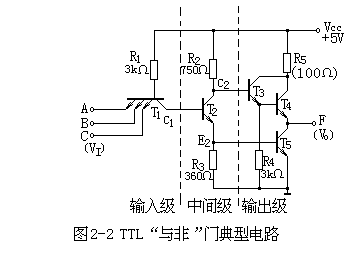 Vcc
+5V
R1
3kΩ
R2
750Ω
R5
(100Ω)
C2
T3
T4
A
B
C
(VI)
T1
C1
T2
F
(Vo)
E2
T5
R3
360Ω
R4
3kΩ
输入级 中间级 输出级
图2-2 TTL “与非”门典型电路